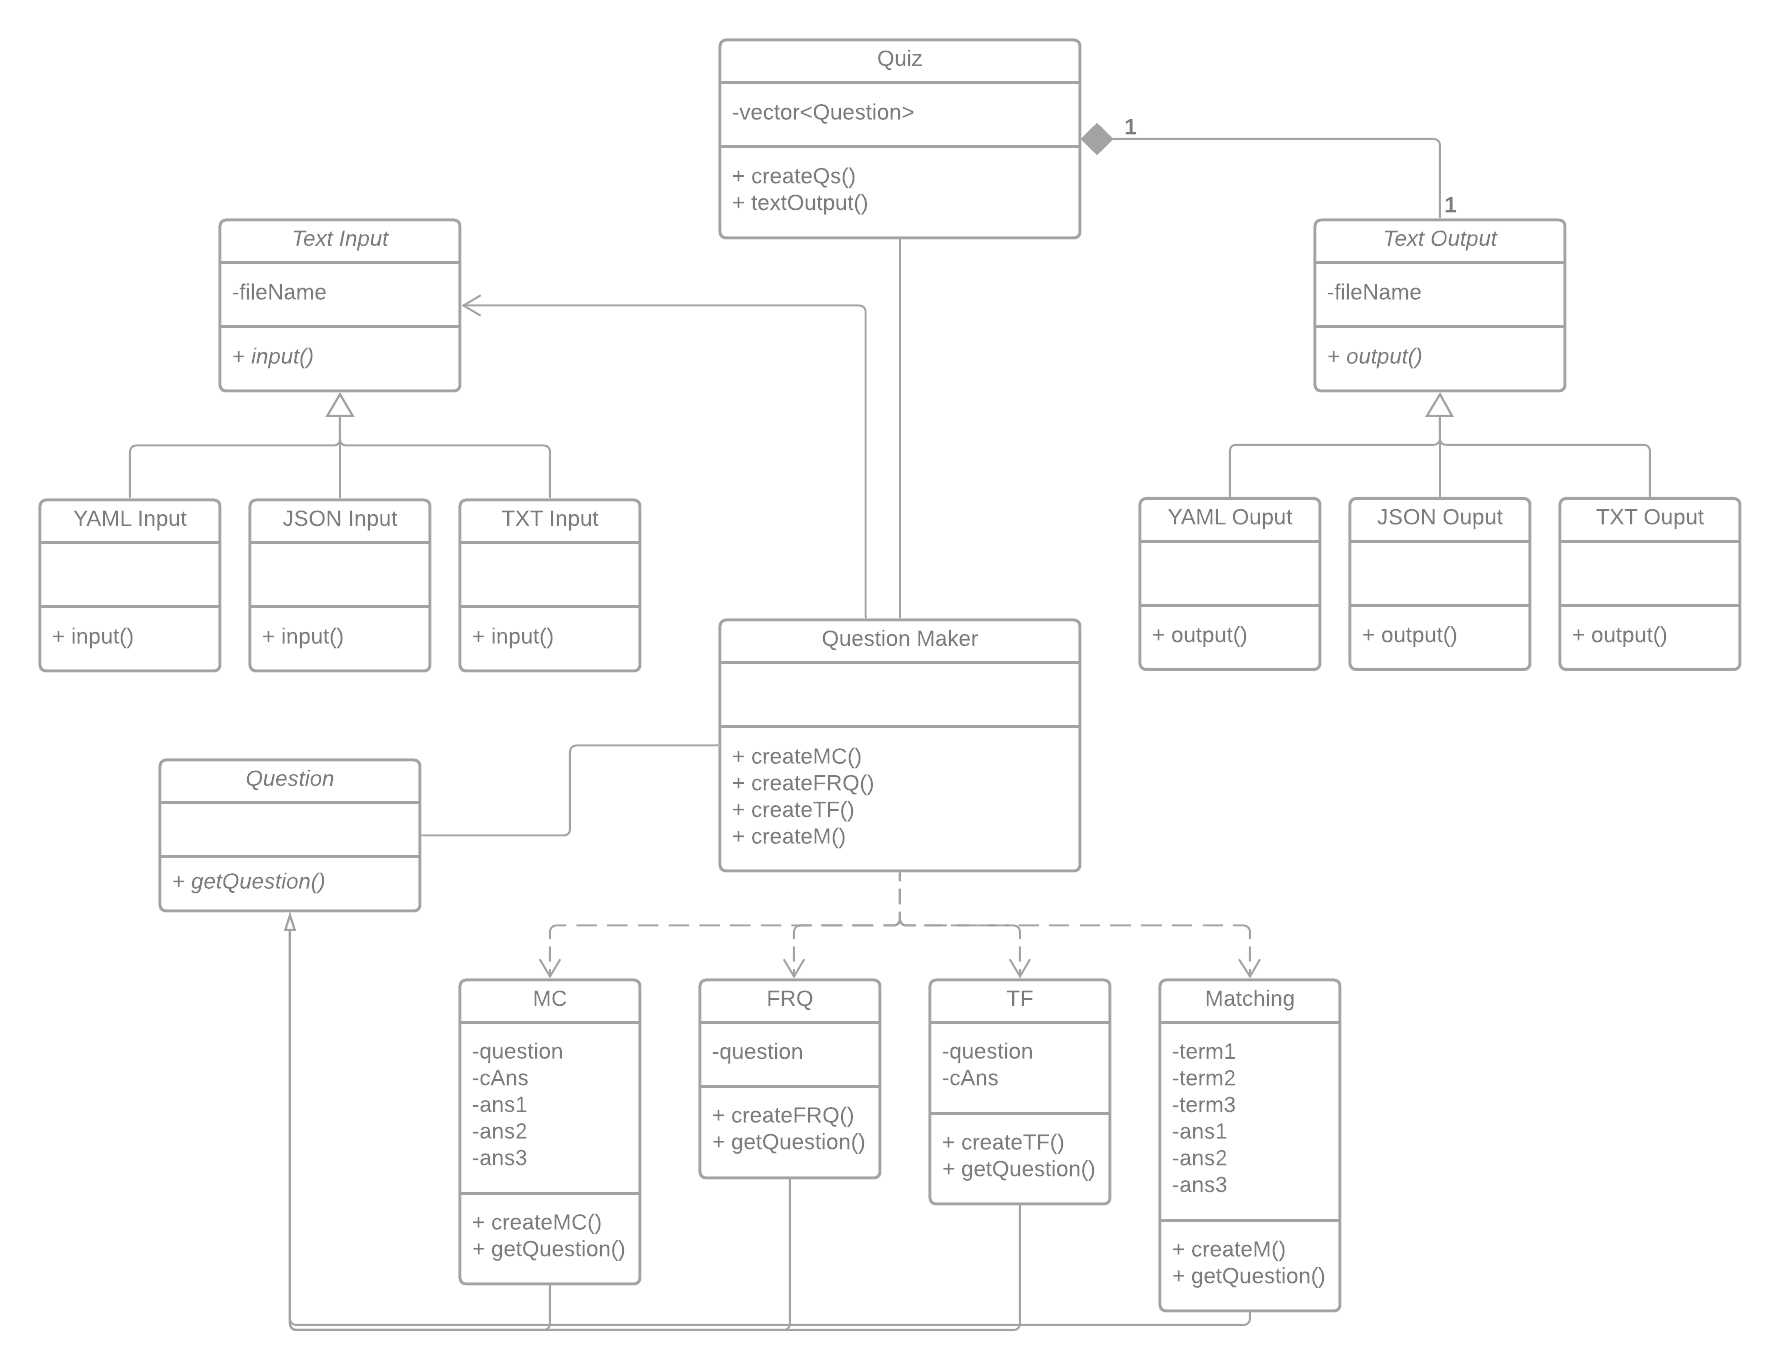 Quiz
-vector<Question>
+ createQs()
+ textOutput()
1
1
Text Input
-fileName
+ input()
Text Output
-fileName
+ output()
YAML Input
+ input()
JSON Input
+ input()
TXT Input
+ input()
YAML Ouput
+ output()
JSON Ouput
+ output()
TXT Ouput
+ output()
Question Maker
+ createMC()
+ createFRQ()
+ createTF()
+ createM()
Question
+ getQuestion()
MC
-question
-cAns
-ans1
-ans2
-ans3
+ createMC()
+ getQuestion()
FRQ
-question
+ createFRQ()
+ getQuestion()
TF
-question
-cAns
+ createTF()
+ getQuestion()
Matching
-term1
-term2
-term3
-ans1
-ans2
-ans3
+ createM()
+ getQuestion()